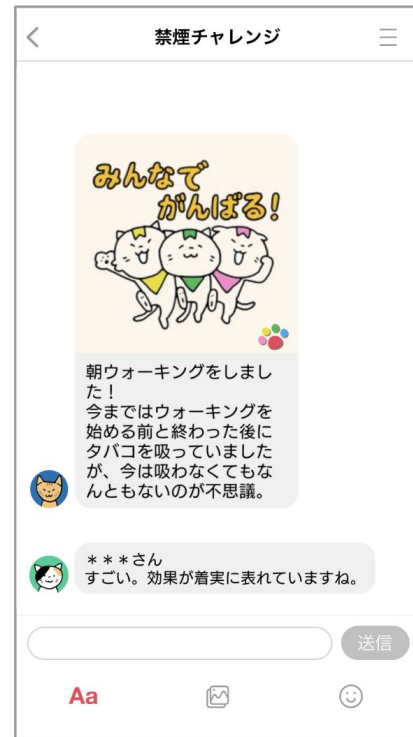 禁煙チャレンジ
みんなで
がんばる!
朝ウォーキングをしまし
た!
今まではウォーキングを
始める前と終わった後に
タバコを吸っていました
が、今は吸わなくてもな
んともないのが不思議。
＊＊＊さん
すごい。効果が着実に表れていますね。
送信
Aa